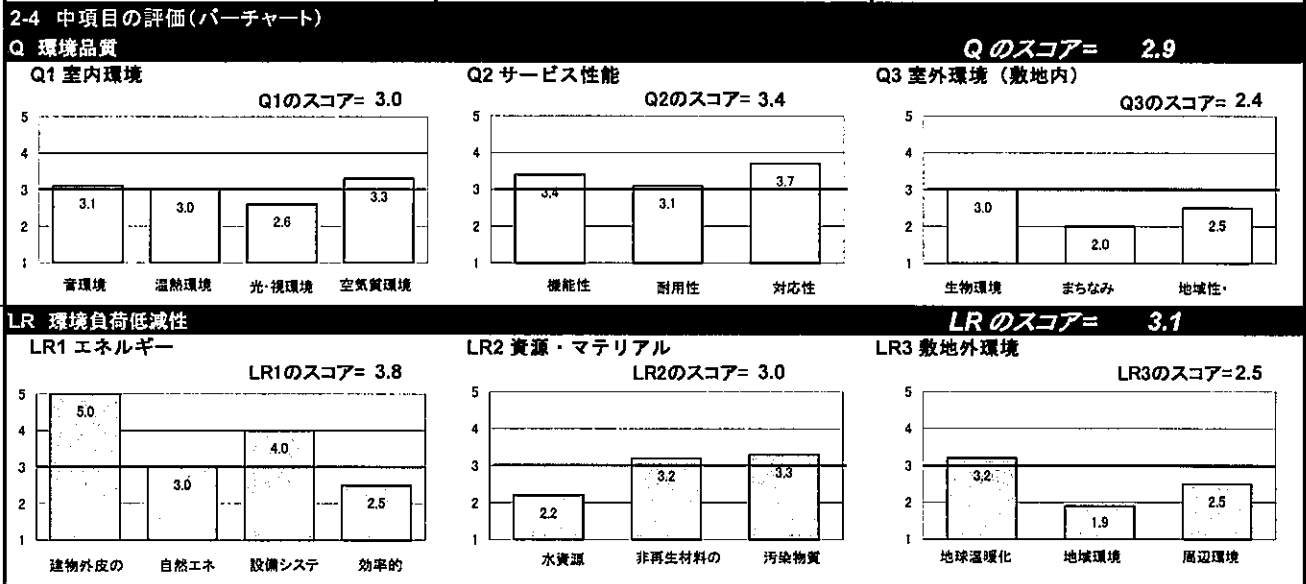 2-4 中項目の評価(バーチャート)
Q 環境品質 Q のスコア= 2.9
Q1 室内環境
Q1のスコア= 3.0
5
4
3
2
1
3.1
3.0
2.6
3.3
音環境 温熱環境 光・視環境 空気質環境
Q2 サービス性能
Q2のスコア= 3.4
5
4
3
2
1
3.4
3.1
3.7
機能性 耐用性 対応性
Q3 室外環境（敷地内）
Q3のスコア= 2.4
5
4
3
2
1
3.0
2.0
2.5
生物環境 まちなみ 地域性・
LR 環境負荷低減性 LR のスコア= 3.1
LR1 エネルギー
LR1のスコア= 3.8
5
4
3
2
1
5.0
3.0
4.0
2.5
建物外皮の 自然エネ 設備システ 効率的
LR2 資源・マテリアル
LR2のスコア= 3.0
5
4
3
2
1
2.2
3.2
3.3
水資源 非再生材料の 汚染物質
LR3 敷地外環境
LR3のスコア=2.5
5
4
3
2
1
3.2
1.9
2.5
地球温暖化 地域環境 周辺環境